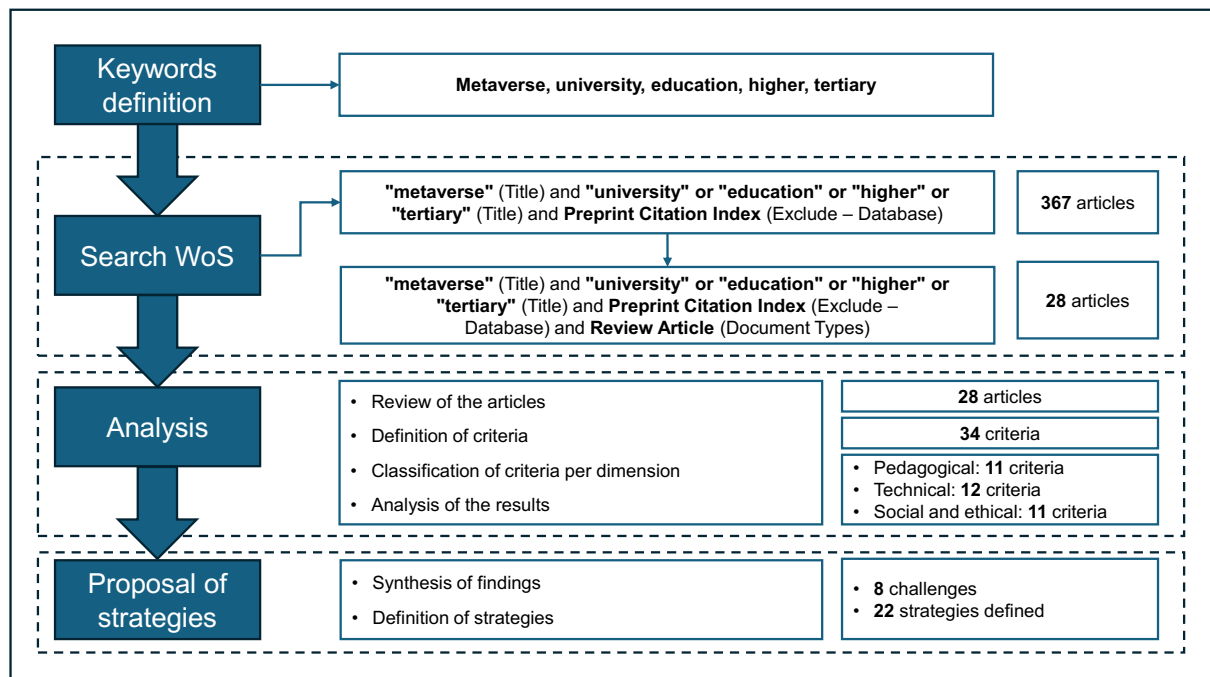 Keywords
definition
Metaverse, university, education, higher, tertiary
Search WoS
"metaverse" (Title) and "university" or "education" or "higher" or
"tertiary" (Title) and Preprint Citation Index (Exclude – Database)
367 articles
"metaverse" (Title) and "university" or "education" or "higher" or
"tertiary" (Title) and Preprint Citation Index (Exclude –
Database) and Review Article (Document Types)
28 articles
Analysis
• Review of the articles
• Definition of criteria
• Classification of criteria per dimension
• Analysis of the results
28 articles
34 criteria
• Pedagogical: 11 criteria
• Technical: 12 criteria
• Social and ethical: 11 criteria
Proposal of
strategies
• Synthesis of findings
• Definition of strategies
• 8 challenges
• 22 strategies defined